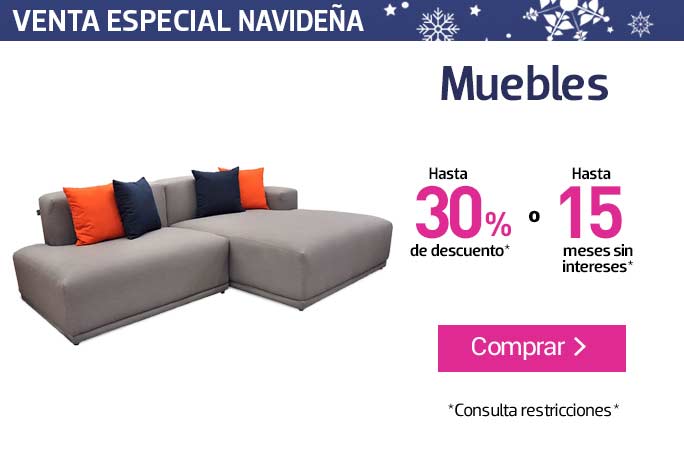 VENTA ESPECIAL NAVIDEÑA
Muebles
Hasta
30%
de descuento*
o
Hasta
15
meses sin
intereses*
Comprar >
*Consulta restricciones*